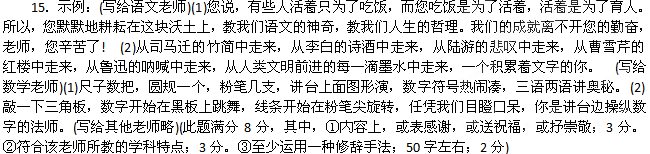 15. 示例：(写给语文老师)(1)您说，有些人活着只为了吃饭，而您吃饭是为了活着，活着是为了育人。
所以，您默默地耕耘在这块沃土上，教我们语文的神奇，教我们人生的哲理。我们的成就离不开您的勤奋，
老师，您辛苦了！ (2)从司马迁的竹简中走来，从李白的诗酒中走来，从陆游的悲叹中走来，从曹雪芹的
红楼中走来，从鲁迅的呐喊中走来，从人类文明前进的每一滴墨水中走来，一个积累着文字的你。 (写给
数学老师)(1)尺子数把，圆规一个，粉笔几支，讲台上面图形演，数字符号热闹凑，三语两语讲奥秘。 (2)
敲一下三角板，数字开始在黑板上跳舞，线条开始在粉笔尖旋转，任凭我们目瞪口呆，你是讲台边操纵数
字的法师。(写给其他老师略)(此题满分 8 分，其中，①内容上，或表感谢，或送祝福，或抒崇敬；3 分。
②符合该老师所教的学科特点；3 分。③至少运用一种修辞手法；50 字左右；2 分)